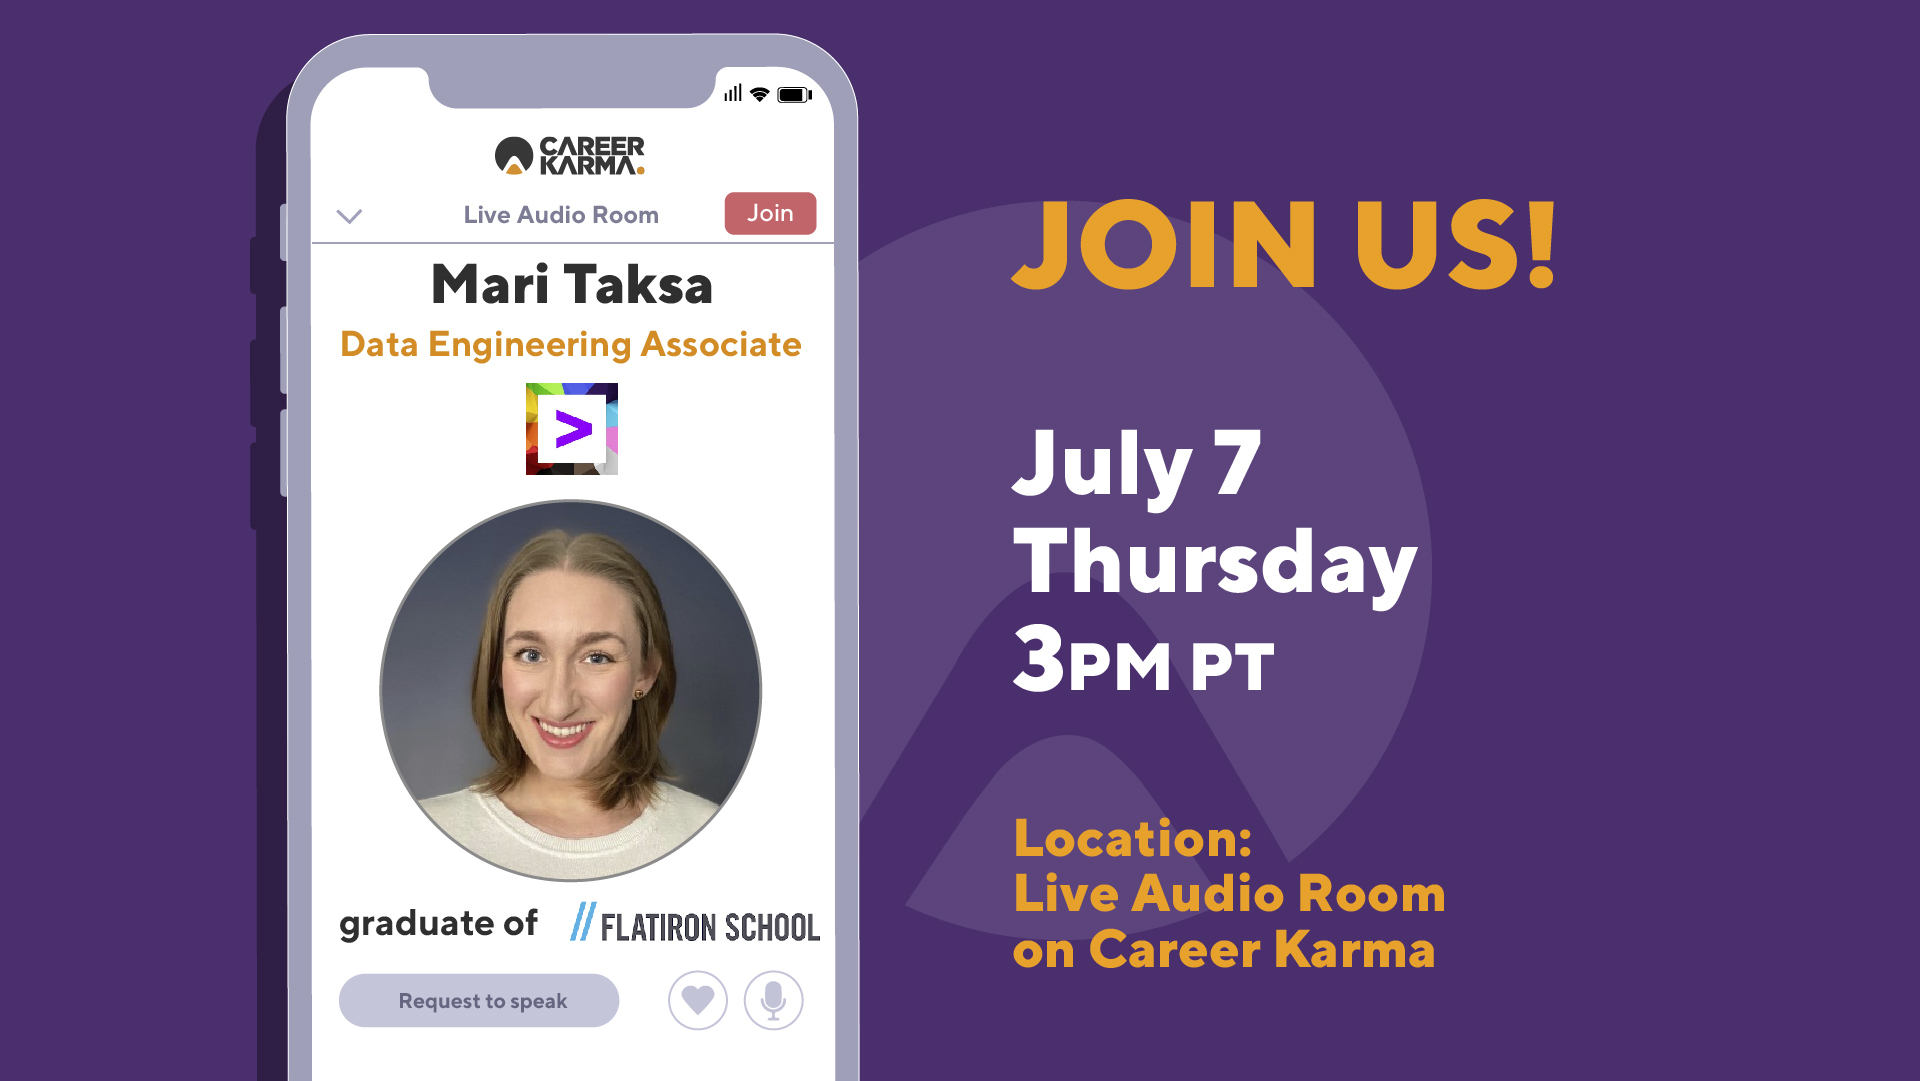 CAREER
KARMA.
Live Audio Room
Join
Mari Taksa
Data Engineering Associate
>
graduate of // FLATIRON SCHOOL
Request to speak
JOIN US!
July 7
Thursday
3PM PT
Location:
Live Audio Room
on Career Karma